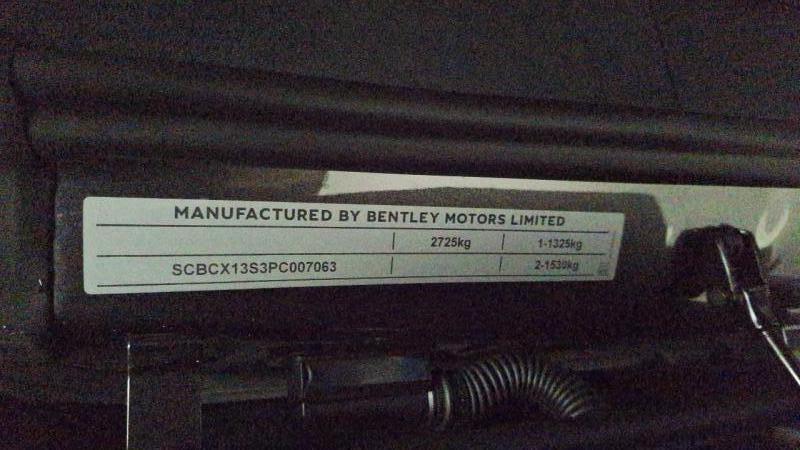 MANUFACTURED BY BENTLEY MOTORS LIMITED
2725kg 1-1325kg
SCBCX13S3PC007063 2-1530kg